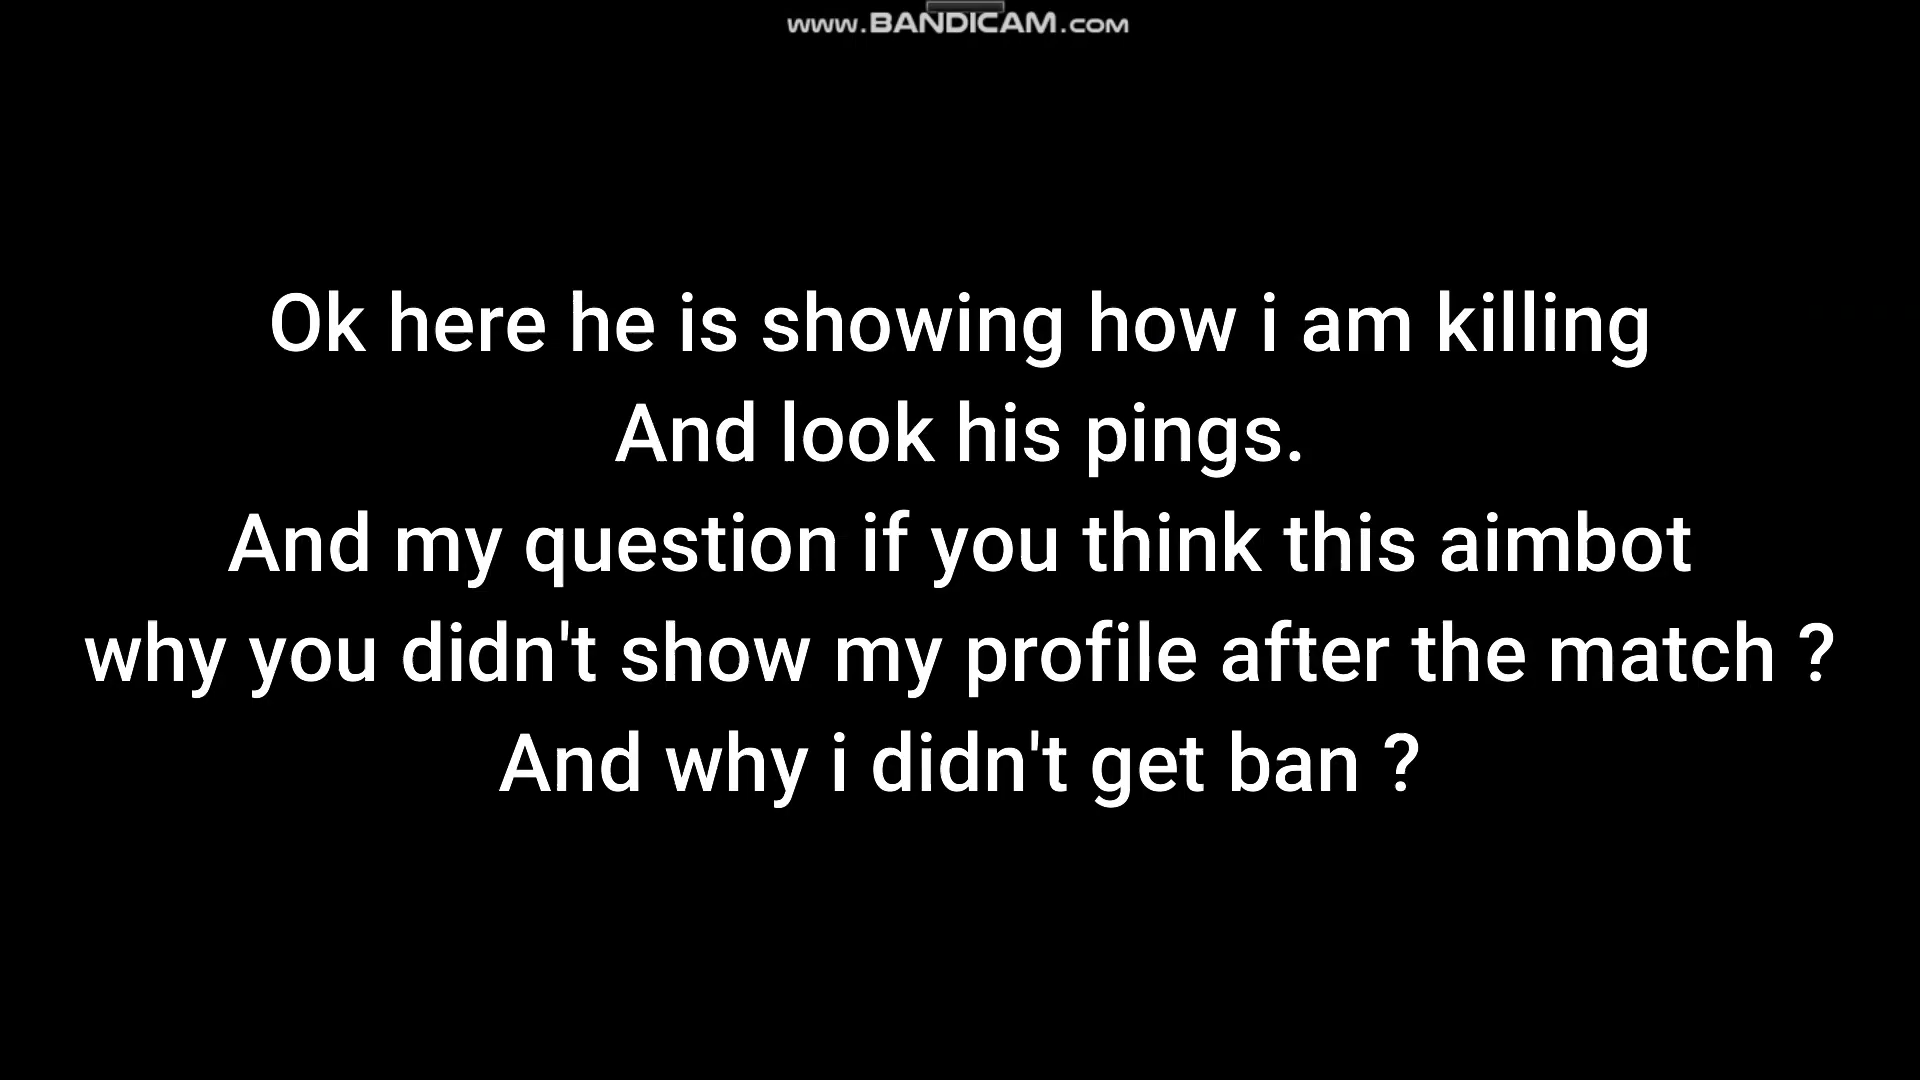 www.BANDICAM.com
Ok here he is showing how i am killing
And look his pings.
And my question if you think this aimbot
why you didn't show my profile after the match ?
And why i didn't get ban ?